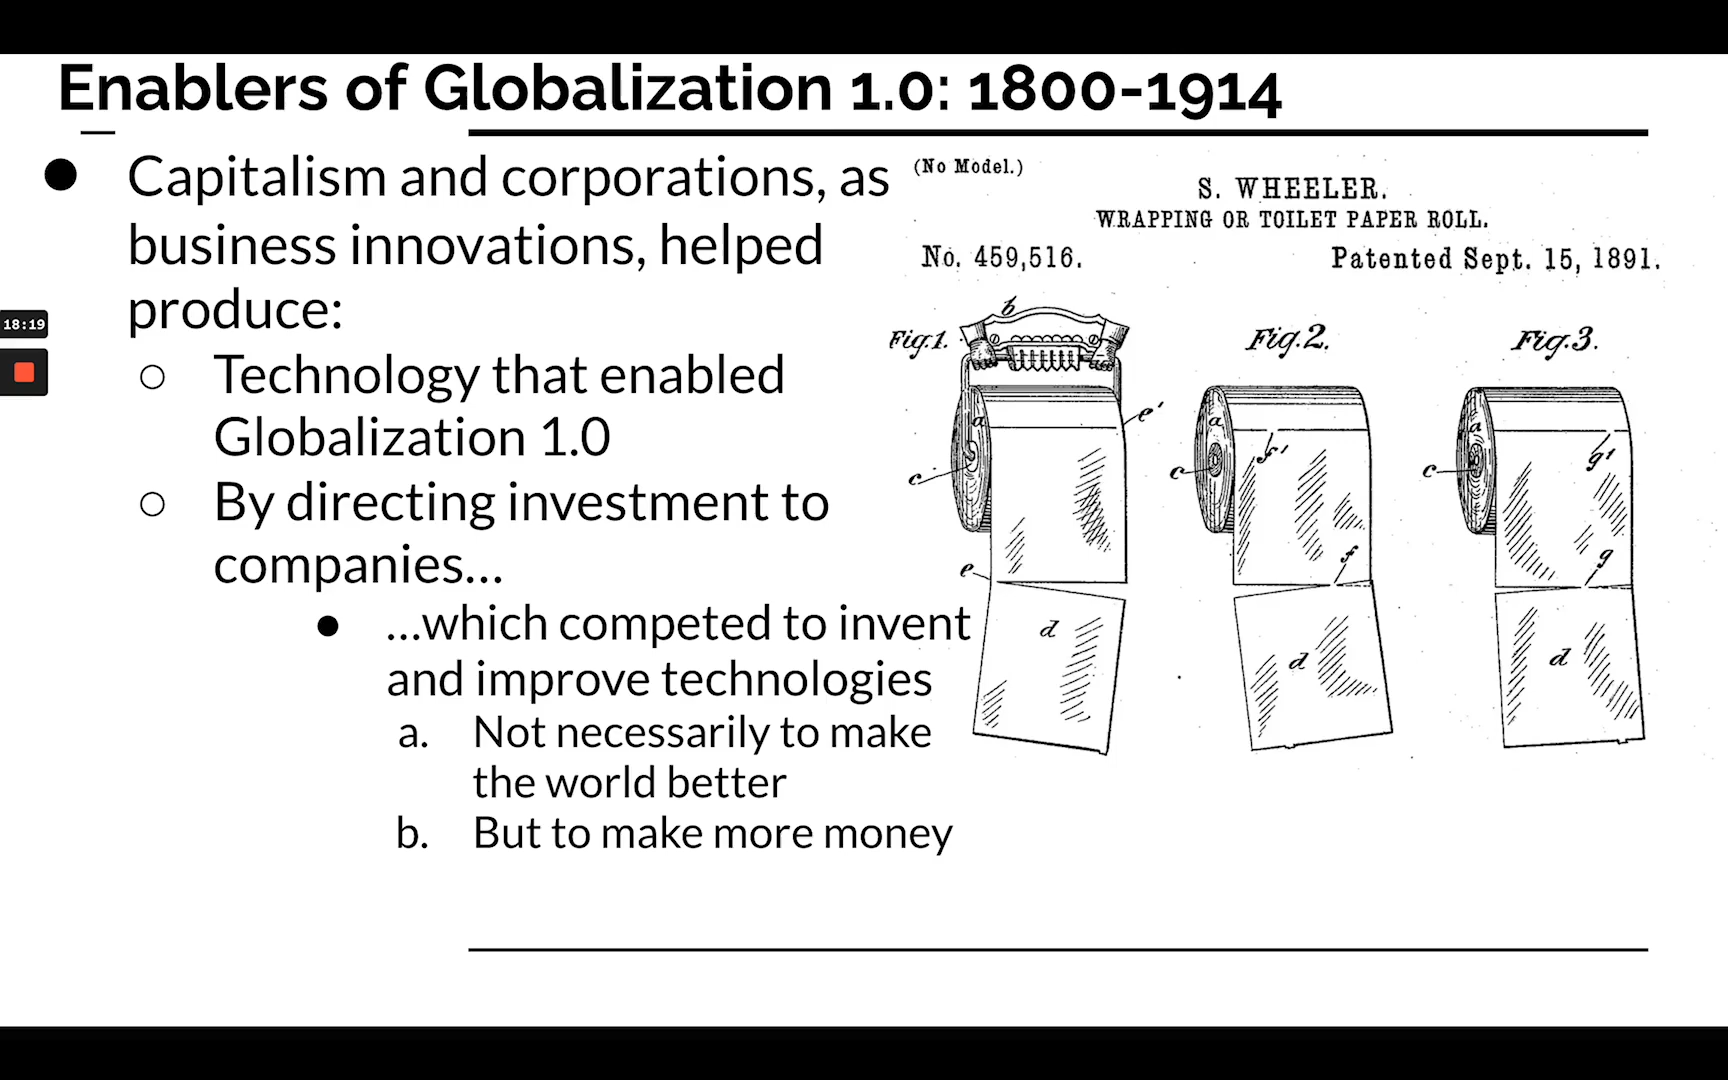 Enablers of Globalization 1.0: 1800-1914
● Capitalism and corporations, as
business innovations, helped
produce:
○ Technology that enabled
Globalization 1.0
○ By directing investment to
companies…
● …which competed to invent
and improve technologies
a. Not necessarily to make
the world better
b. But to make more money
18:19
(No Model.)
S. WHEELER.
WRAPPING OR TOILET PAPER ROLL.
No. 459,516.
Patented Sept. 15, 1891.
Fig.1.
b
a
e'
c
e
d
Fig.2.
a
f'
c
f
d
Fig.3.
a
g'
c
g
d